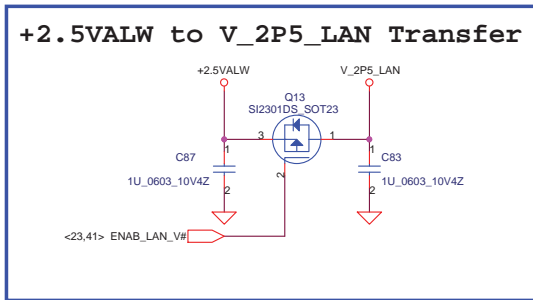 +2.5VALW to V_2P5_LAN Transfer
+2.5VALW
V_2P5_LAN
Q13
SI2301DS_SOT23
3
1
2
1
C87
1U_0603_10V4Z
2
1
C83
1U_0603_10V4Z
2
<23,41> ENAB_LAN_V#